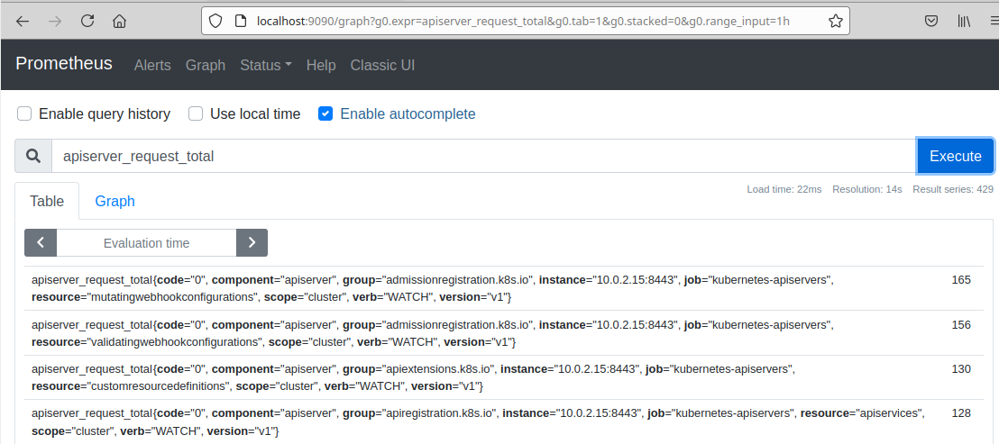 localhost:9090/graph?g0.expr=apiserver_request_total&g0.tab=1&g0.stacked=0&g0.range_input=1h
Prometheus Alerts Graph Status Help Classic UI
Enable query history Use local time Enable autocomplete
apiserver_request_total Execute
Load time: 22ms Resolution: 14s Result series: 429
Table Graph
Evaluation time
apiserver_request_total{code="0", component="apiserver", group="admissionregistration.k8s.io", instance="10.0.2.15:8443", job="kubernetes-apiservers", 165
resource="mutatingwebhookconfigurations", scope="cluster", verb="WATCH", version="v1"}
apiserver_request_total{code="0", component="apiserver", group="admissionregistration.k8s.io", instance="10.0.2.15:8443", job="kubernetes-apiservers", 156
resource="validatingwebhookconfigurations", scope="cluster", verb="WATCH", version="v1"}
apiserver_request_total{code="0", component="apiserver", group="apiextensions.k8s.io", instance="10.0.2.15:8443", job="kubernetes-apiservers", 130
resource="customresourcedefinitions", scope="cluster", verb="WATCH", version="v1"}
apiserver_request_total{code="0", component="apiserver", group="apiregistration.k8s.io", instance="10.0.2.15:8443", job="kubernetes-apiservers", resource="apiservices", 128
scope="cluster", verb="WATCH", version="v1"}